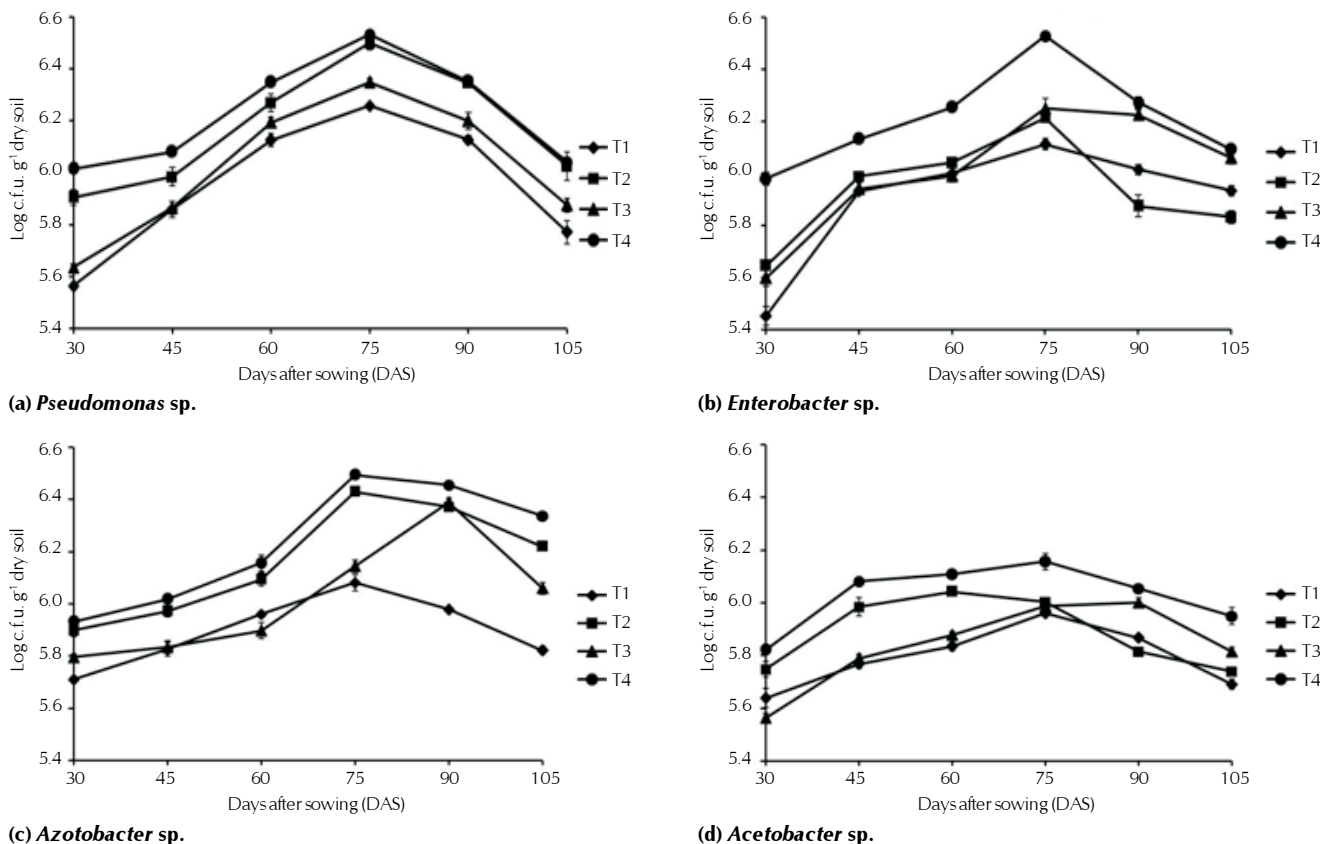 6.6
6.4
6.2
6.0
5.8
5.6
5.4
Log c.f.u. g⁻¹ dry soil
30 45 60 75 90 105
Days after sowing (DAS)
T1
T2
T3
T4
(a) Pseudomonas sp.
6.6
6.4
6.2
6.0
5.8
5.6
5.4
Log c.f.u. g⁻¹ dry soil
30 45 60 75 90 105
Days after sowing (DAS)
T1
T2
T3
T4
(b) Enterobacter sp.
6.6
6.4
6.2
6.0
5.8
5.6
5.4
Log c.f.u. g⁻¹ dry soil
30 45 60 75 90 105
Days after sowing (DAS)
T1
T2
T3
T4
(c) Azotobacter sp.
6.6
6.4
6.2
6.0
5.8
5.6
5.4
Log c.f.u. g⁻¹ dry soil
30 45 60 75 90 105
Days after sowing (DAS)
T1
T2
T3
T4
(d) Acetobacter sp.